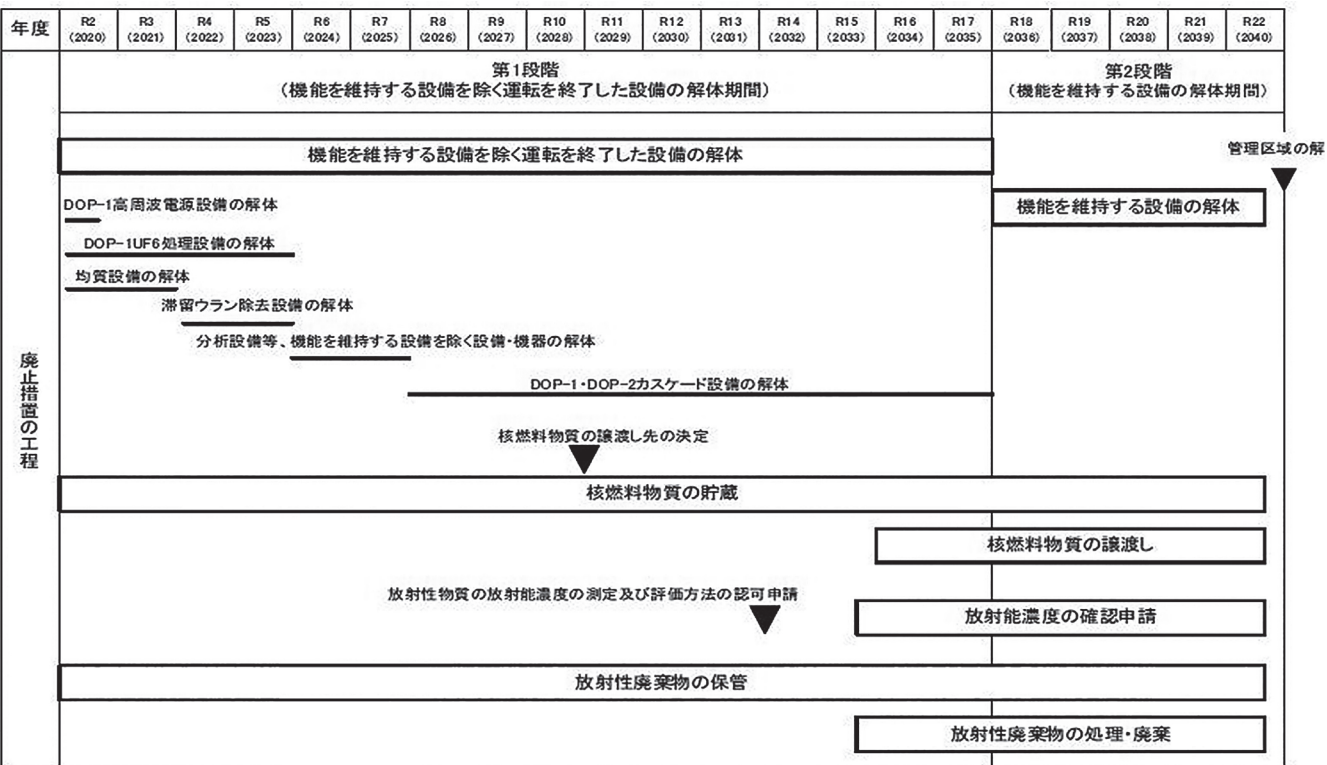 年度
R2
(2020)
R3
(2021)
R4
(2022)
R5
(2023)
R6
(2024)
R7
(2025)
R8
(2026)
R9
(2027)
R10
(2028)
R11
(2029)
R12
(2030)
R13
(2031)
R14
(2032)
R15
(2033)
R16
(2034)
R17
(2035)
R18
(2036)
R19
(2037)
R20
(2038)
R21
(2039)
R22
(2040)
廃止措置の工程
第1段階
(機能を維持する設備を除く運転を終了した設備の解体期間)
第2段階
(機能を維持する設備の解体期間)
機能を維持する設備を除く運転を終了した設備の解体
管理区域の解
DOP-1高周波電源設備の解体
機能を維持する設備の解体
DOP-1UF6処理設備の解体
均質設備の解体
滞留ウラン除去設備の解体
分析設備等、機能を維持する設備を除く設備・機器の解体
DOP-1・DOP-2カスケード設備の解体
核燃料物質の譲渡し先の決定
核燃料物質の貯蔵
核燃料物質の譲渡し
放射性物質の放射能濃度の測定及び評価方法の認可申請
放射能濃度の確認申請
放射性廃棄物の保管
放射性廃棄物の処理・廃棄